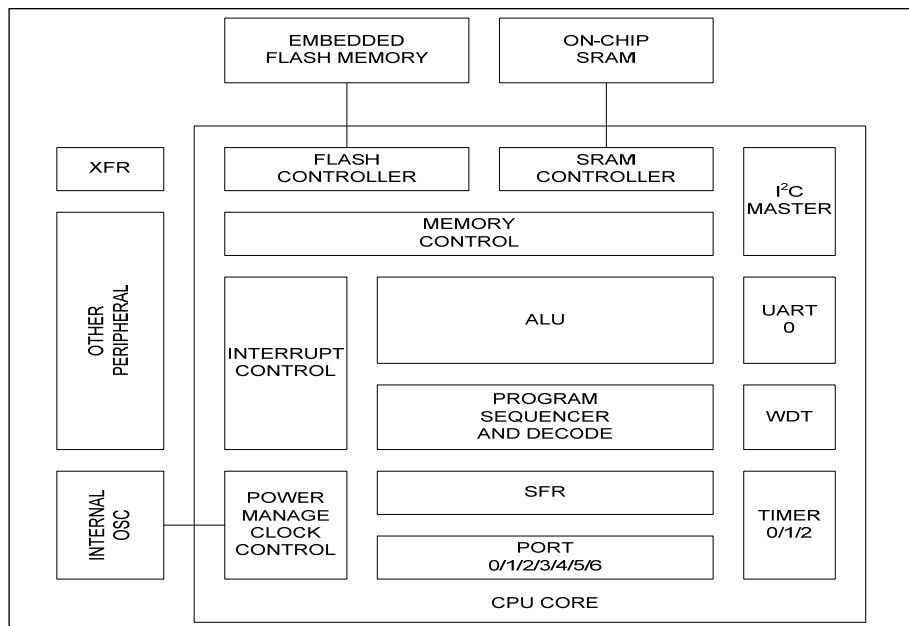 EMBEDDED
FLASH MEMORY
ON-CHIP
SRAM
XFR
FLASH
CONTROLLER
SRAM
CONTROLLER
I²C
MASTER
MEMORY
CONTROL
OTHER
PERIPHERAL
INTERRUPT
CONTROL
ALU
UART
0
PROGRAM
SEQUENCER
AND DECODE
WDT
INTERNAL
OSC
POWER
MANAGE
CLOCK
CONTROL
SFR
TIMER
0/1/2
PORT
0/1/2/3/4/5/6
CPU CORE